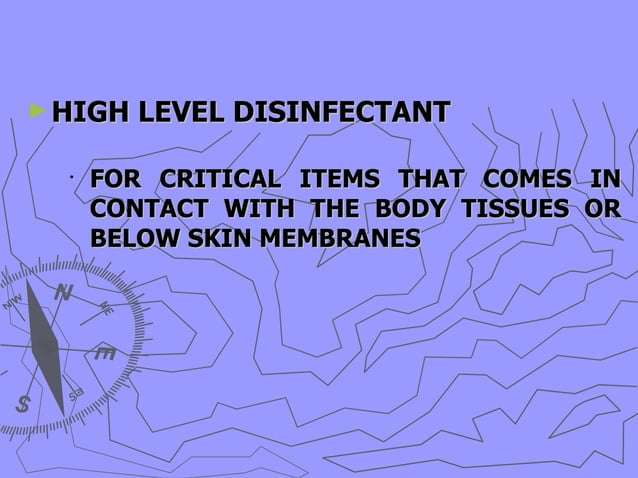 HIGH LEVEL DISINFECTANT
FOR CRITICAL ITEMS THAT COMES IN
CONTACT WITH THE BODY TISSUES OR
BELOW SKIN MEMBRANES
NW
N
NE
E
SE
S